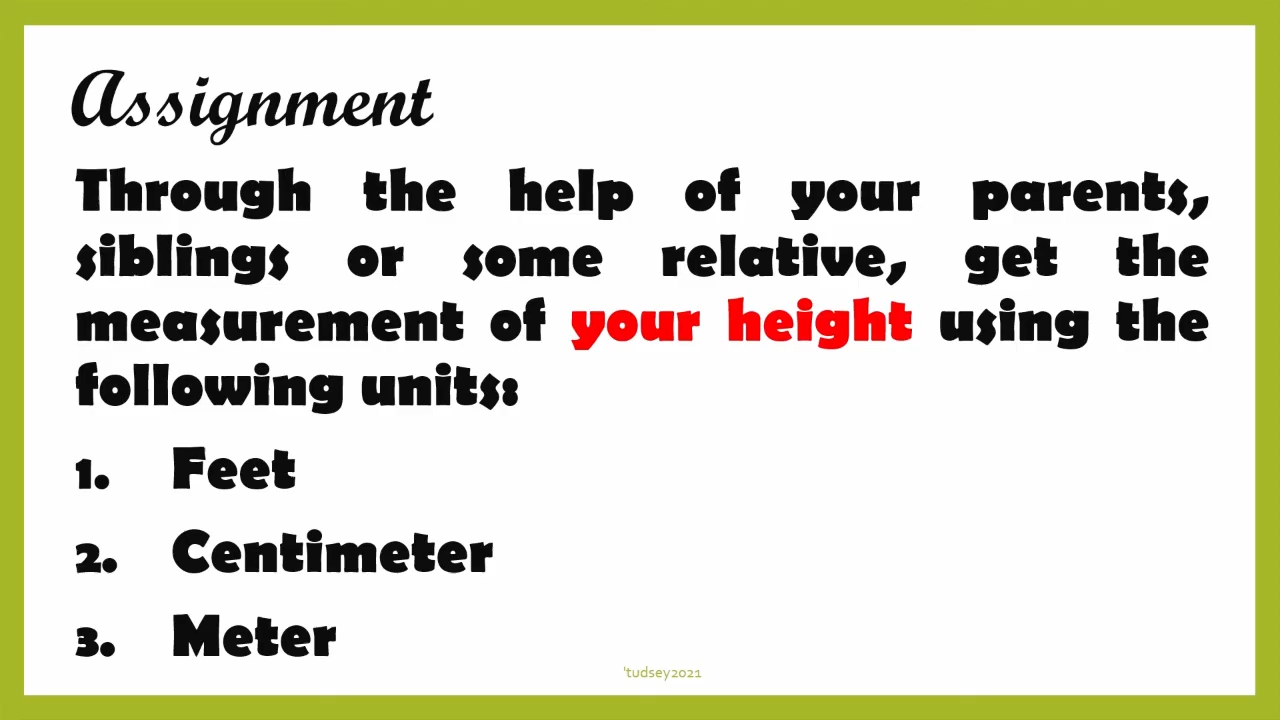 Assignment
Through the help of your parents,
siblings or some relative, get the
measurement of your height using the
following units:
1. Feet
2. Centimeter
3. Meter
'tudsey2021